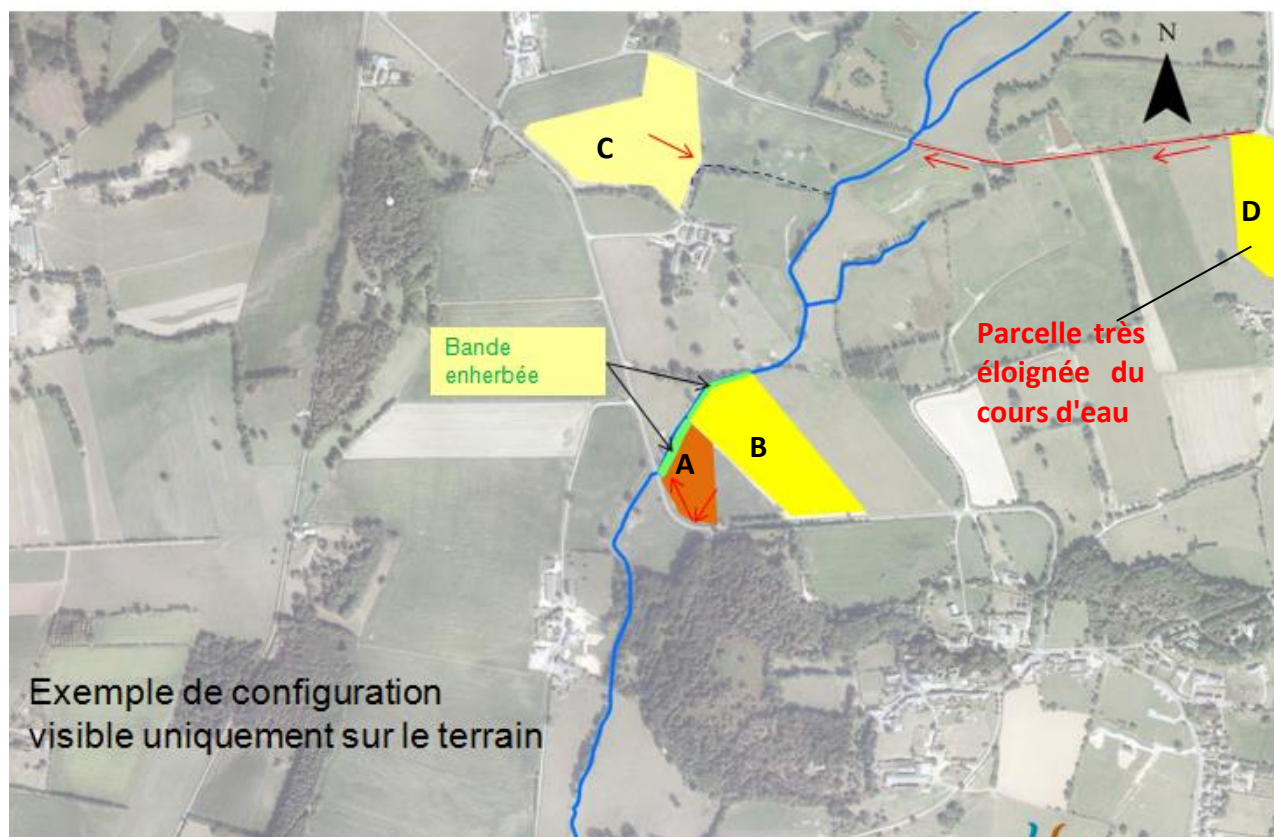 N
C
D
Parcelle très
éloignée du
cours d'eau
Bande
enherbée
A
B
Exemple de configuration
visible uniquement sur le terrain